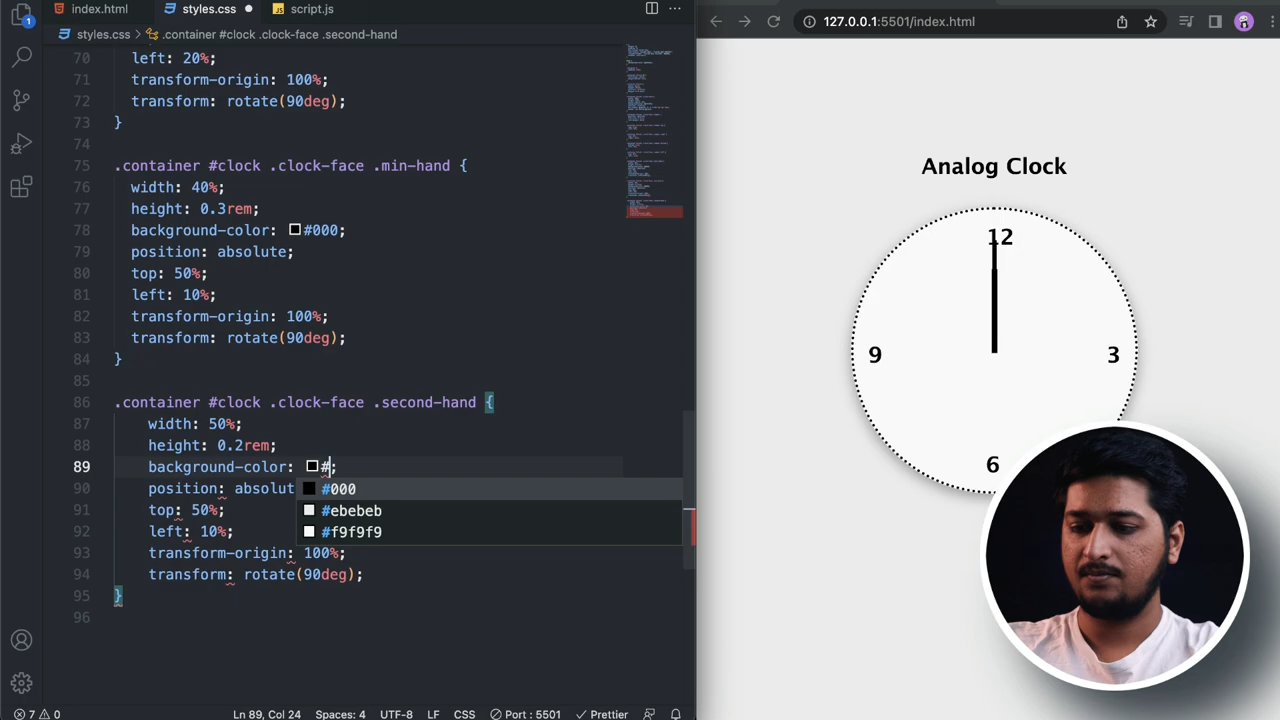 index.html
styles.css
script.js
styles.css > .container #clock .clock-face .second-hand
70 left: 20%;
71 transform-origin: 100%;
72 transform: rotate(90deg);
73 }
74
75 .container #clock .clock-face .min-hand {
76 width: 40%;
77 height: 0.3rem;
78 background-color: #000;
79 position: absolute;
80 top: 50%;
81 left: 10%;
82 transform-origin: 100%;
83 transform: rotate(90deg);
84 }
85
86 .container #clock .clock-face .second-hand {
87 width: 50%;
88 height: 0.2rem;
89 background-color: #;
90 position: absolut
#000
91 top: 50%;
#ebebeb
92 left: 10%;
#f9f9f9
93 transform-origin: 100%;
94 transform: rotate(90deg);
95 }
96
1
7 0
Ln 89, Col 24
Spaces: 4
UTF-8
LF
CSS
Port : 5501
Prettier
127.0.0.1:5501/index.html
Analog Clock
12
9
3
6